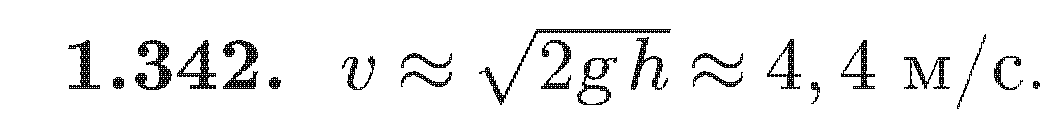 1.342. v ≈ √2gh ≈ 4,4 м/с.